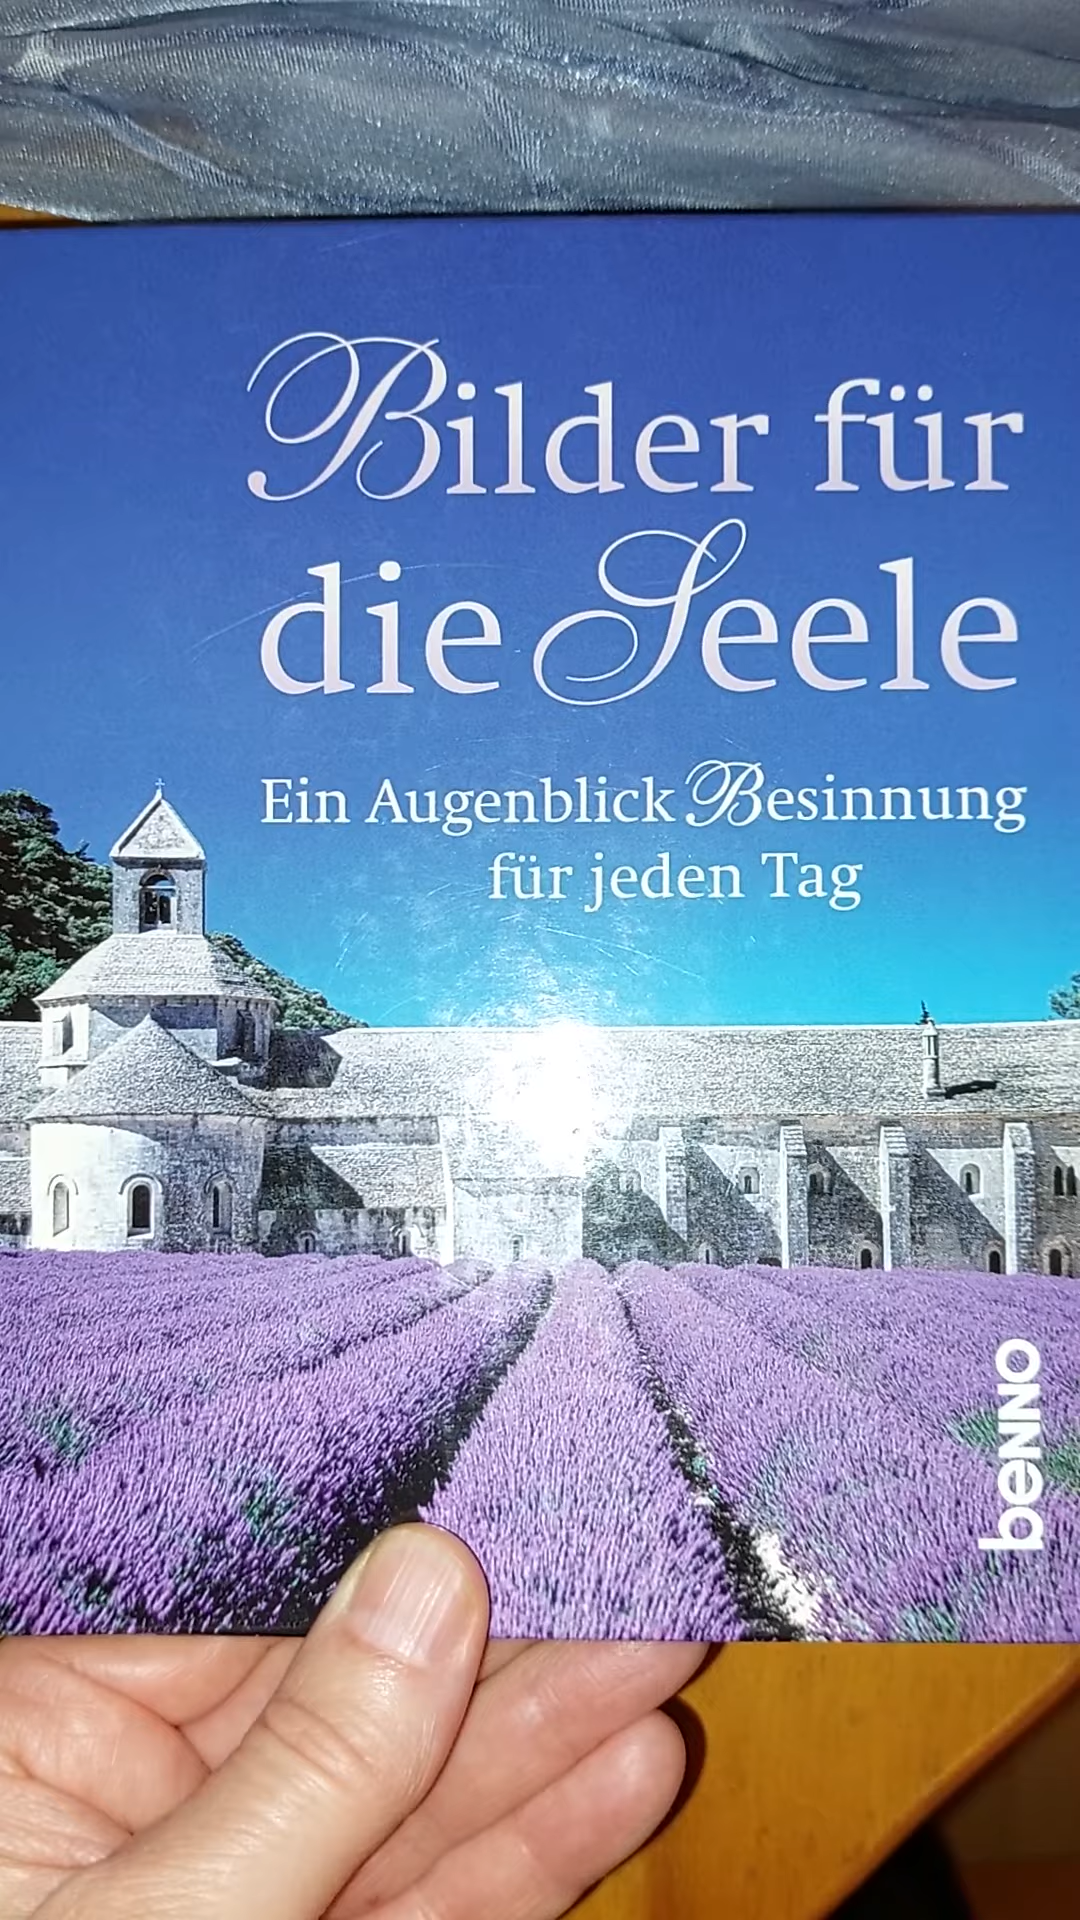 Bilder für
die Seele
Ein Augenblick Besinnung
für jeden Tag
benno